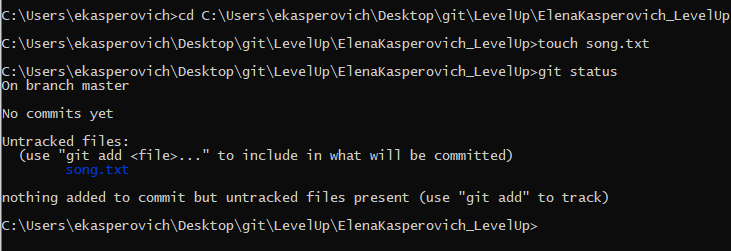 C:\Users\ekasperovich>cd C:\Users\ekasperovich\Desktop\git\LevelUp\ElenaKasperovich_LevelUp
C:\Users\ekasperovich\Desktop\git\LevelUp\ElenaKasperovich_LevelUp>touch song.txt
C:\Users\ekasperovich\Desktop\git\LevelUp\ElenaKasperovich_LevelUp>git status
On branch master
No commits yet
Untracked files:
  (use "git add <file>..." to include in what will be committed)
        song.txt
nothing added to commit but untracked files present (use "git add" to track)
C:\Users\ekasperovich\Desktop\git\LevelUp\ElenaKasperovich_LevelUp>